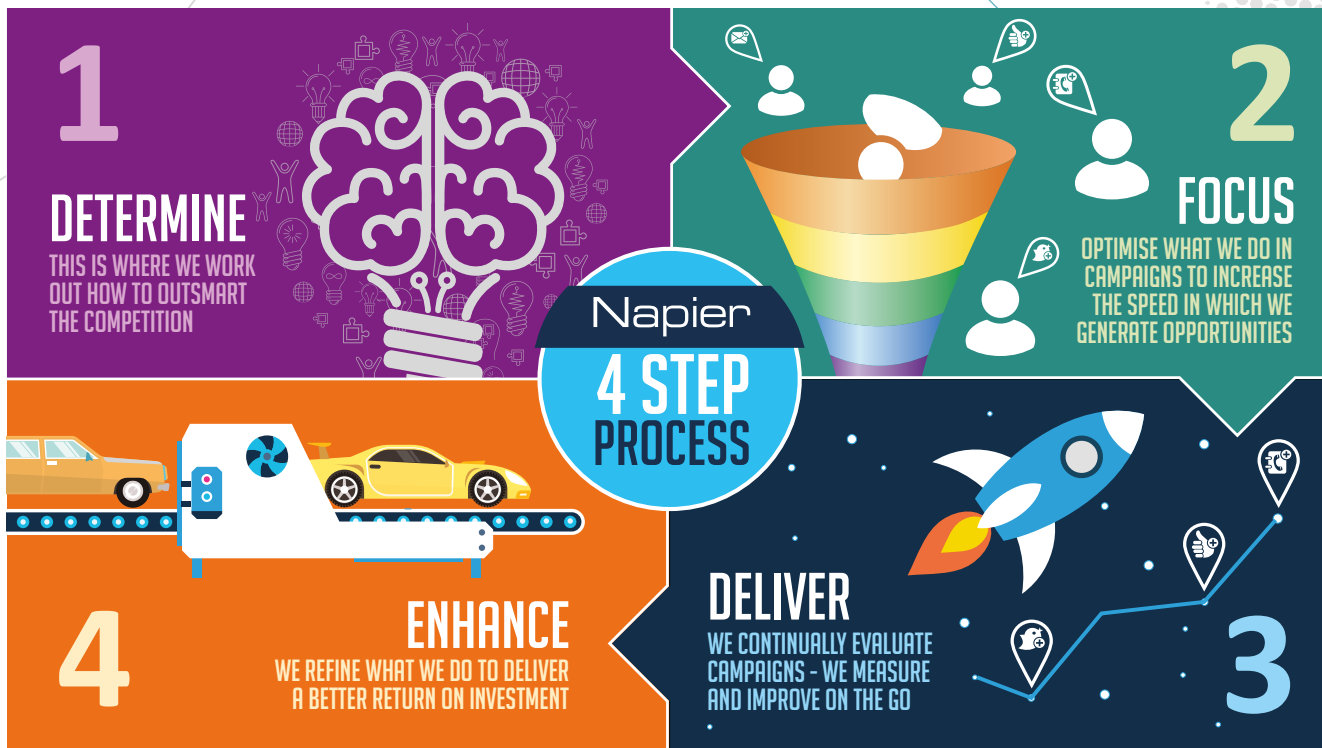 1
DETERMINE
THIS IS WHERE WE WORK
OUT HOW TO OUTSMART
THE COMPETITION
2
FOCUS
OPTIMISE WHAT WE DO IN
CAMPAIGNS TO INCREASE
THE SPEED IN WHICH WE
GENERATE OPPORTUNITIES
Napier
4 STEP
PROCESS
DELIVER
WE CONTINUALLY EVALUATE
CAMPAIGNS - WE MEASURE
AND IMPROVE ON THE GO
3
4
ENHANCE
WE REFINE WHAT WE DO TO DELIVER
A BETTER RETURN ON INVESTMENT